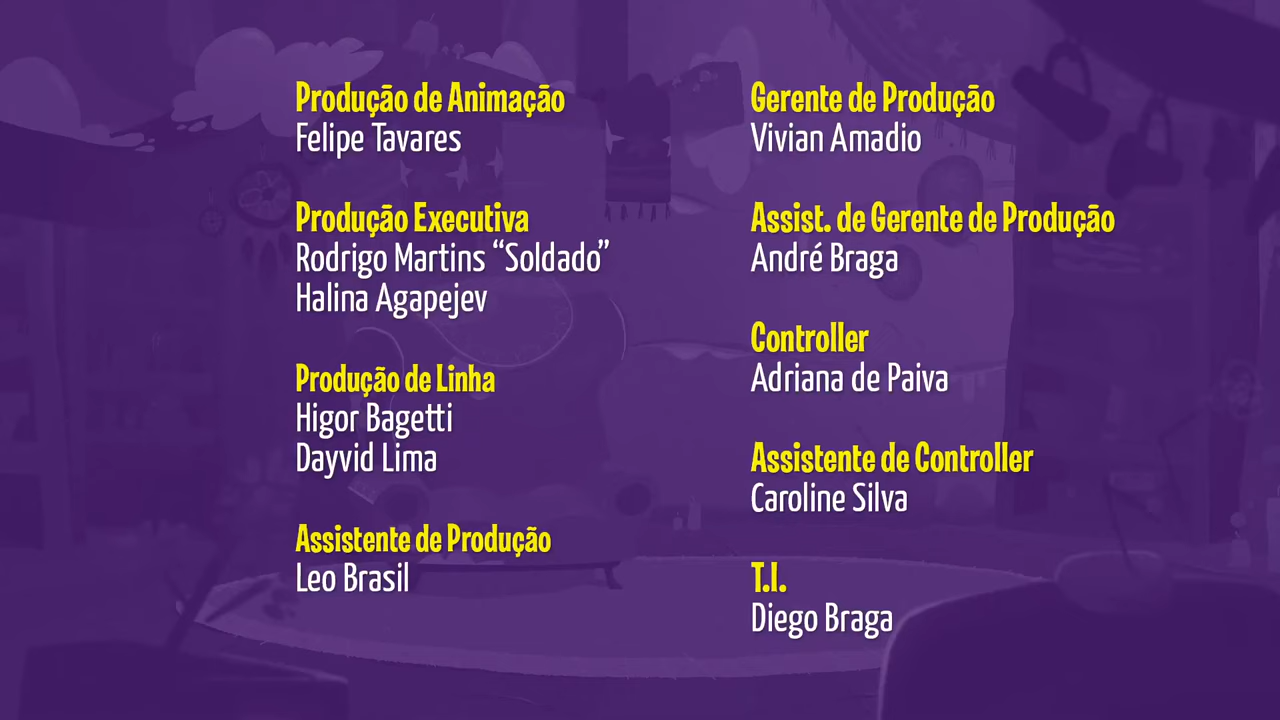 Produção de Animação
Felipe Tavares
Produção Executiva
Rodrigo Martins “Soldado”
Halina Agapejev
Produção de Linha
Higor Bagetti
Dayvid Lima
Assistente de Produção
Leo Brasil
Gerente de Produção
Vivian Amadio
Assist. de Gerente de Produção
André Braga
Controller
Adriana de Paiva
Assistente de Controller
Caroline Silva
T.I.
Diego Braga